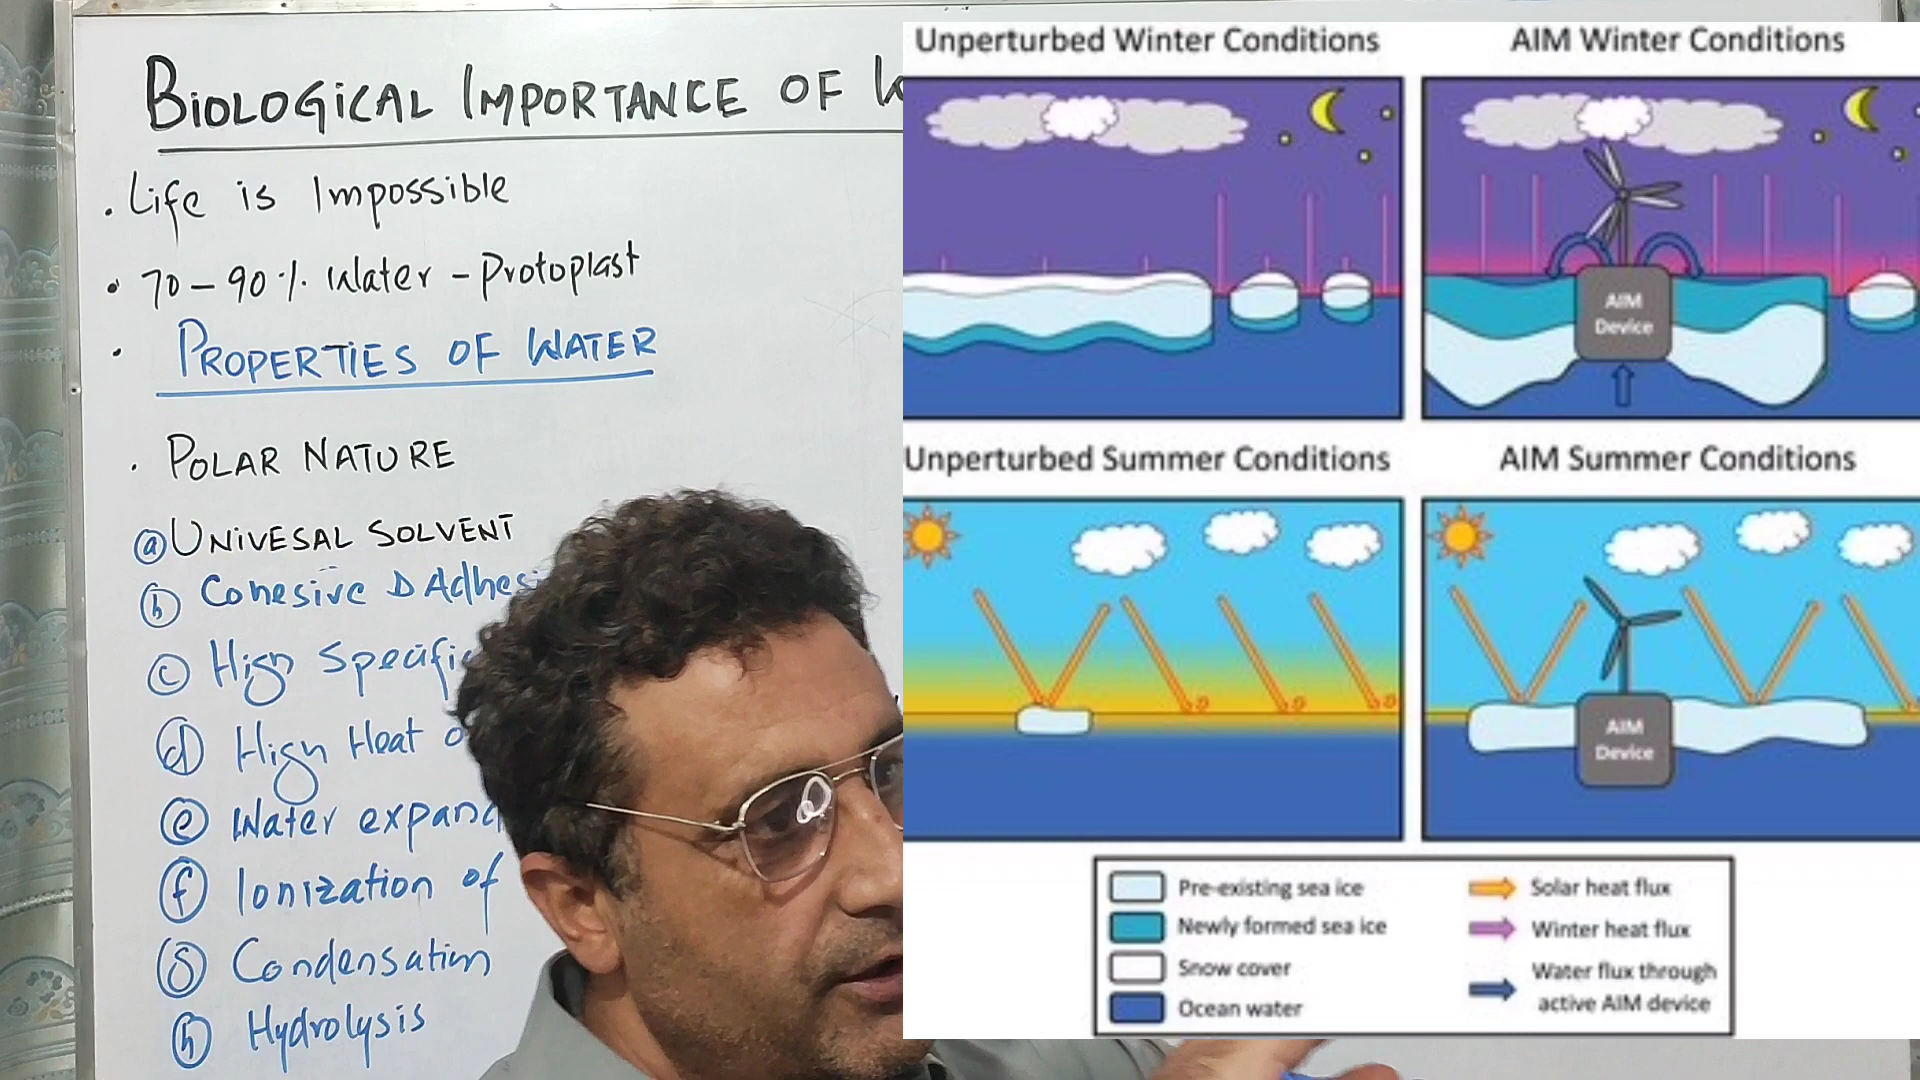 BIOLOGICAL IMPORTANCE OF
. Life is Impossible
. 70-90% Water - Protoplast
. PROPERTIES OF WATER
. POLAR NATURE
(a) UNIVESAL SOLVENT
(b) Cohesive & Adhesi
(c) High Specific
(d) High Heat o
(e) Water expand
(f) Ionization of
(g) Condensation
(h) Hydrolysis
Unperturbed Winter Conditions
AIM Winter Conditions
AIM
Device
Unperturbed Summer Conditions
AIM Summer Conditions
AIM
Device
Pre-existing sea ice
Newly formed sea ice
Snow cover
Ocean water
Solar heat flux
Winter heat flux
Water flux through
active AIM device